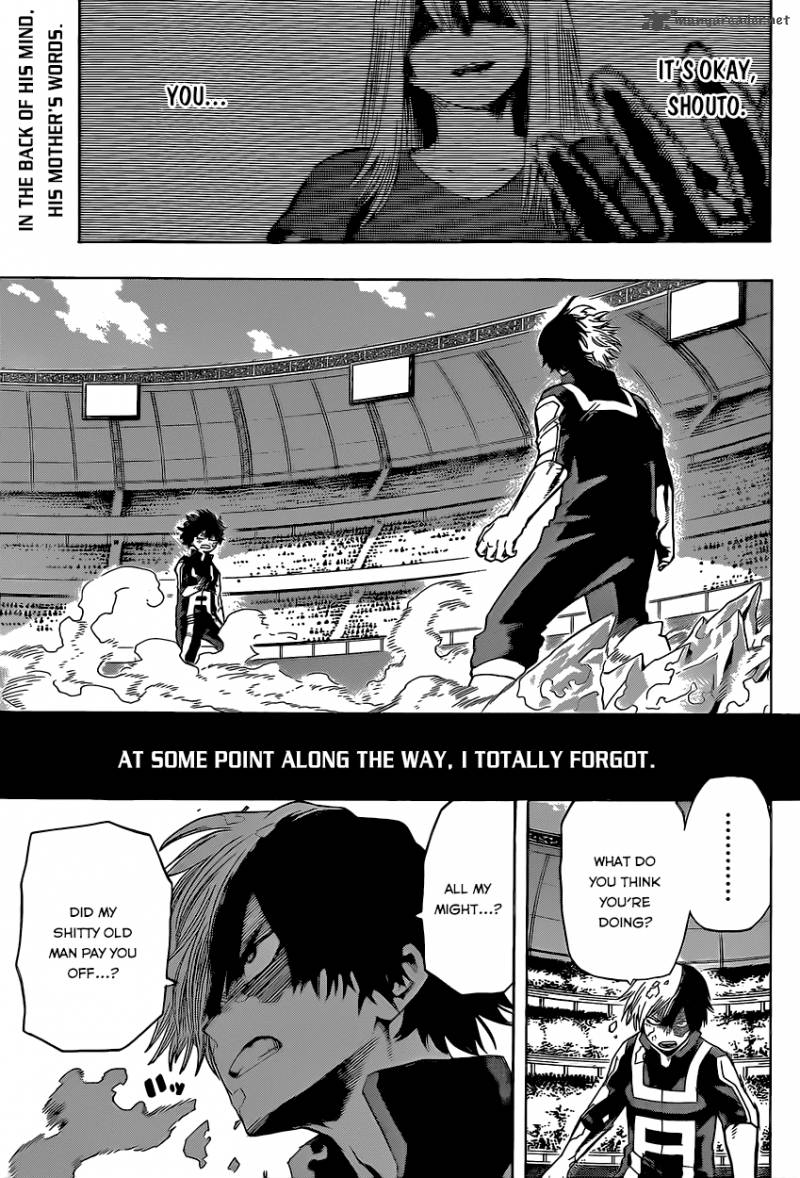 mangareader.net
IT'S OKAY,
SHOUTO.
YOU...
IN THE BACK OF HIS MIND,
HIS MOTHER'S WORDS.
AT SOME POINT ALONG THE WAY, I TOTALLY FORGOT.
..........
WHAT DO
YOU THINK
YOU'RE
DOING?
ALL MY
MIGHT...?
DID MY
SHITTY OLD
MAN PAY YOU
OFF...?